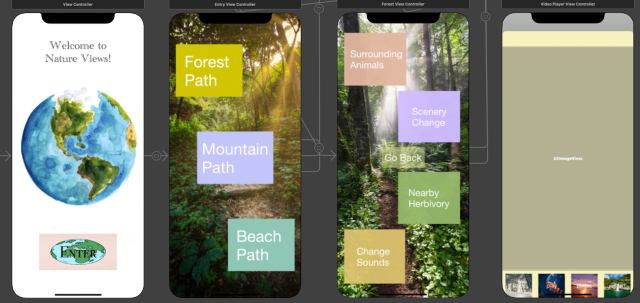 View Controller
Entry View Controller
Forest View Controller
Video Player View Controller
Welcome to
Nature Views!
ENTER
Forest
Path
Mountain
Path
Beach
Path
Surrounding
Animals
Scenery
Change
Go Back
Nearby
Herbivory
Change
Sounds
UIImageView